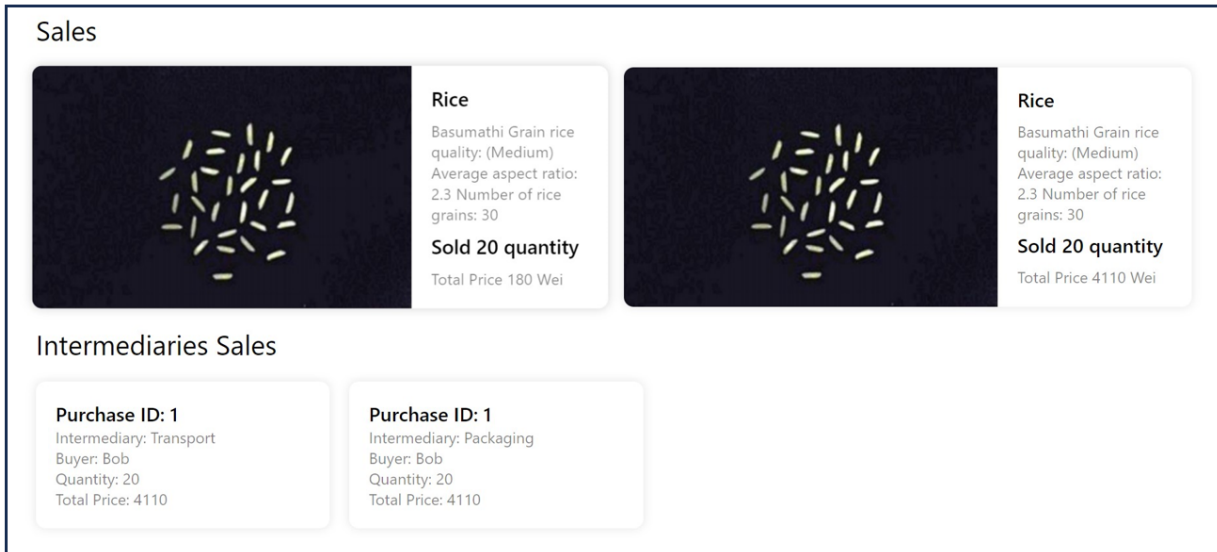 Sales
Rice
Basumathi Grain rice
quality: (Medium)
Average aspect ratio:
2.3 Number of rice
grains: 30
Sold 20 quantity
Total Price 180 Wei
Rice
Basumathi Grain rice
quality: (Medium)
Average aspect ratio:
2.3 Number of rice
grains: 30
Sold 20 quantity
Total Price 4110 Wei
Intermediaries Sales
Purchase ID: 1
Intermediary: Transport
Buyer: Bob
Quantity: 20
Total Price: 4110
Purchase ID: 1
Intermediary: Packaging
Buyer: Bob
Quantity: 20
Total Price: 4110